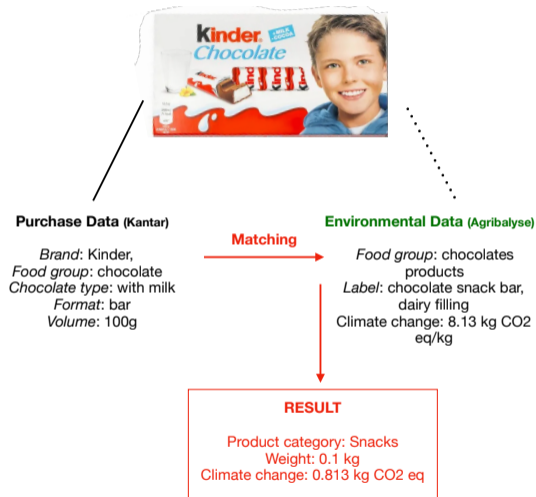 Kinder
+MILK
-COCOA
Chocolate
Purchase Data (Kantar)
Brand: Kinder,
Food group: chocolate
Chocolate type: with milk
Format: bar
Volume: 100g
Matching
Environmental Data (Agribalyse)
Food group: chocolates
products
Label: chocolate snack bar,
dairy filling
Climate change: 8.13 kg CO2
eq/kg
RESULT
Product category: Snacks
Weight: 0.1 kg
Climate change: 0.813 kg CO2 eq